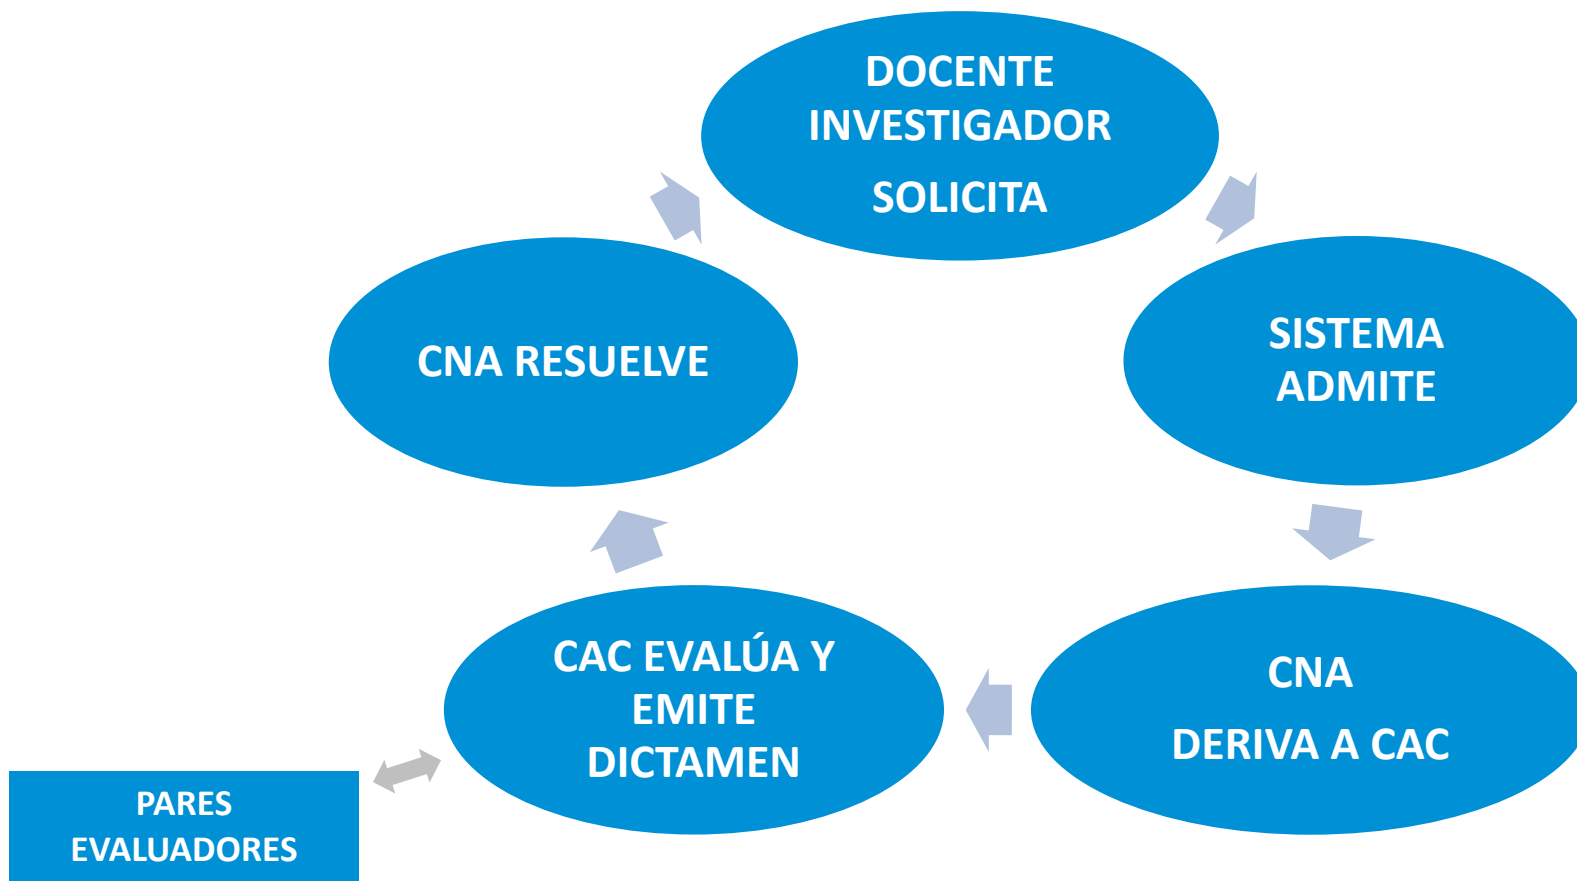 DOCENTE
INVESTIGADOR
SOLICITA
SISTEMA
ADMITE
CNA
DERIVA A CAC
CAC EVALÚA Y
EMITE
DICTAMEN
PARES
EVALUADORES
CNA RESUELVE